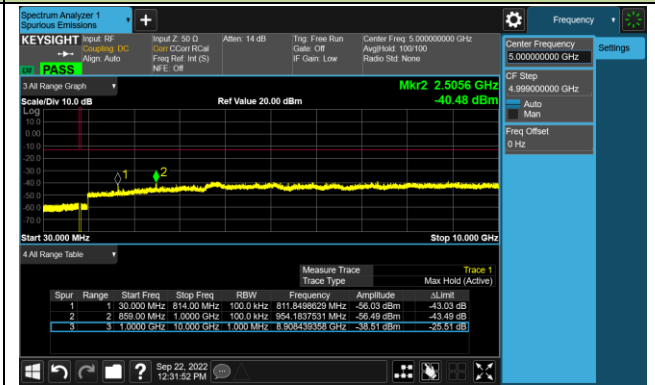 Spectrum Analyzer 1
Spurious Emissions
Frequency
KEYSIGHT
Input: RF
Coupling: DC
Align: Auto
Input Z: 50 Ω
Corr CCorr RCal
Freq Ref: Int (S)
NFE: Off
Atten: 14 dB
Trig: Free Run
Gate: Off
IF Gain: Low
Center Freq: 5.000000000 GHz
Avg|Hold: 100/100
Radio Std: None
PASS
Center Frequency
5.000000000 GHz
Settings
CF Step
4.999000000 GHz
Auto
Man
Freq Offset
0 Hz
3 All Range Graph
Mkr2 2.5056 GHz
Scale/Div 10.0 dB
Ref Value 20.00 dBm
-40.48 dBm
Log
10.0
0.00
-10.0
-20.0
-30.0
-40.0
-50.0
-60.0
-70.0
1
2
Start 30.000 MHz
Stop 10.000 GHz
4 All Range Table
Measure Trace Trace 1
Trace Type Max Hold (Active)
Spur Range Start Freq Stop Freq RBW Frequency Amplitude ΔLimit
1 1 30.000 MHz 814.00 MHz 100.0 kHz 811.8498629 MHz -56.03 dBm -43.03 dB
2 2 859.00 MHz 1.0000 GHz 100.0 kHz 954.1837531 MHz -56.49 dBm -43.49 dB
3 3 1.0000 GHz 10.000 GHz 1.000 MHz 8.908439358 GHz -38.51 dBm -25.51 dB
Sep 22, 2022
12:31:52 PM